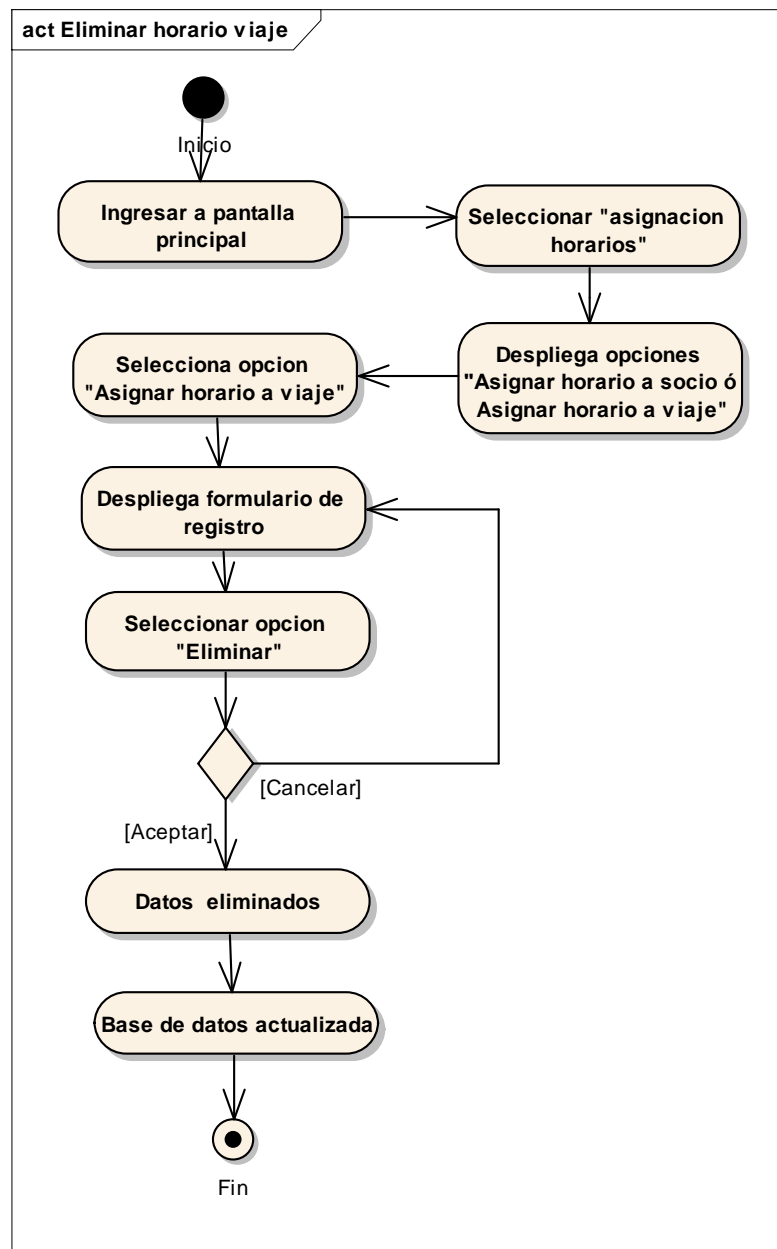 act Eliminar horario viaje
Inicio
Ingresar a pantalla
principal
Seleccionar "asignacion
horarios"
Despliega opciones
"Asignar horario a socio ó
Asignar horario a viaje"
Selecciona opcion
"Asignar horario a viaje"
Despliega formulario de
registro
Seleccionar opcion
"Eliminar"
[Cancelar]
[Aceptar]
Datos eliminados
Base de datos actualizada
Fin